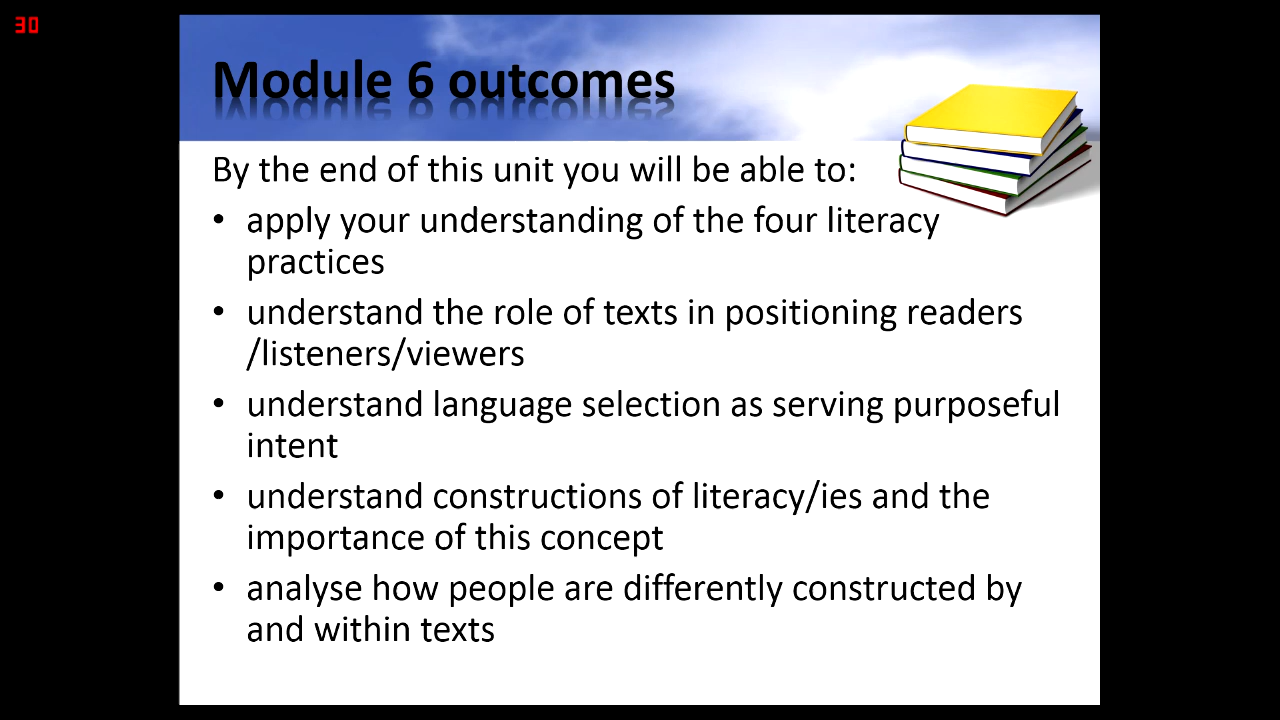 30
Module 6 outcomes
By the end of this unit you will be able to:
• apply your understanding of the four literacy
practices
• understand the role of texts in positioning readers
/listeners/viewers
• understand language selection as serving purposeful
intent
• understand constructions of literacy/ies and the
importance of this concept
• analyse how people are differently constructed by
and within texts